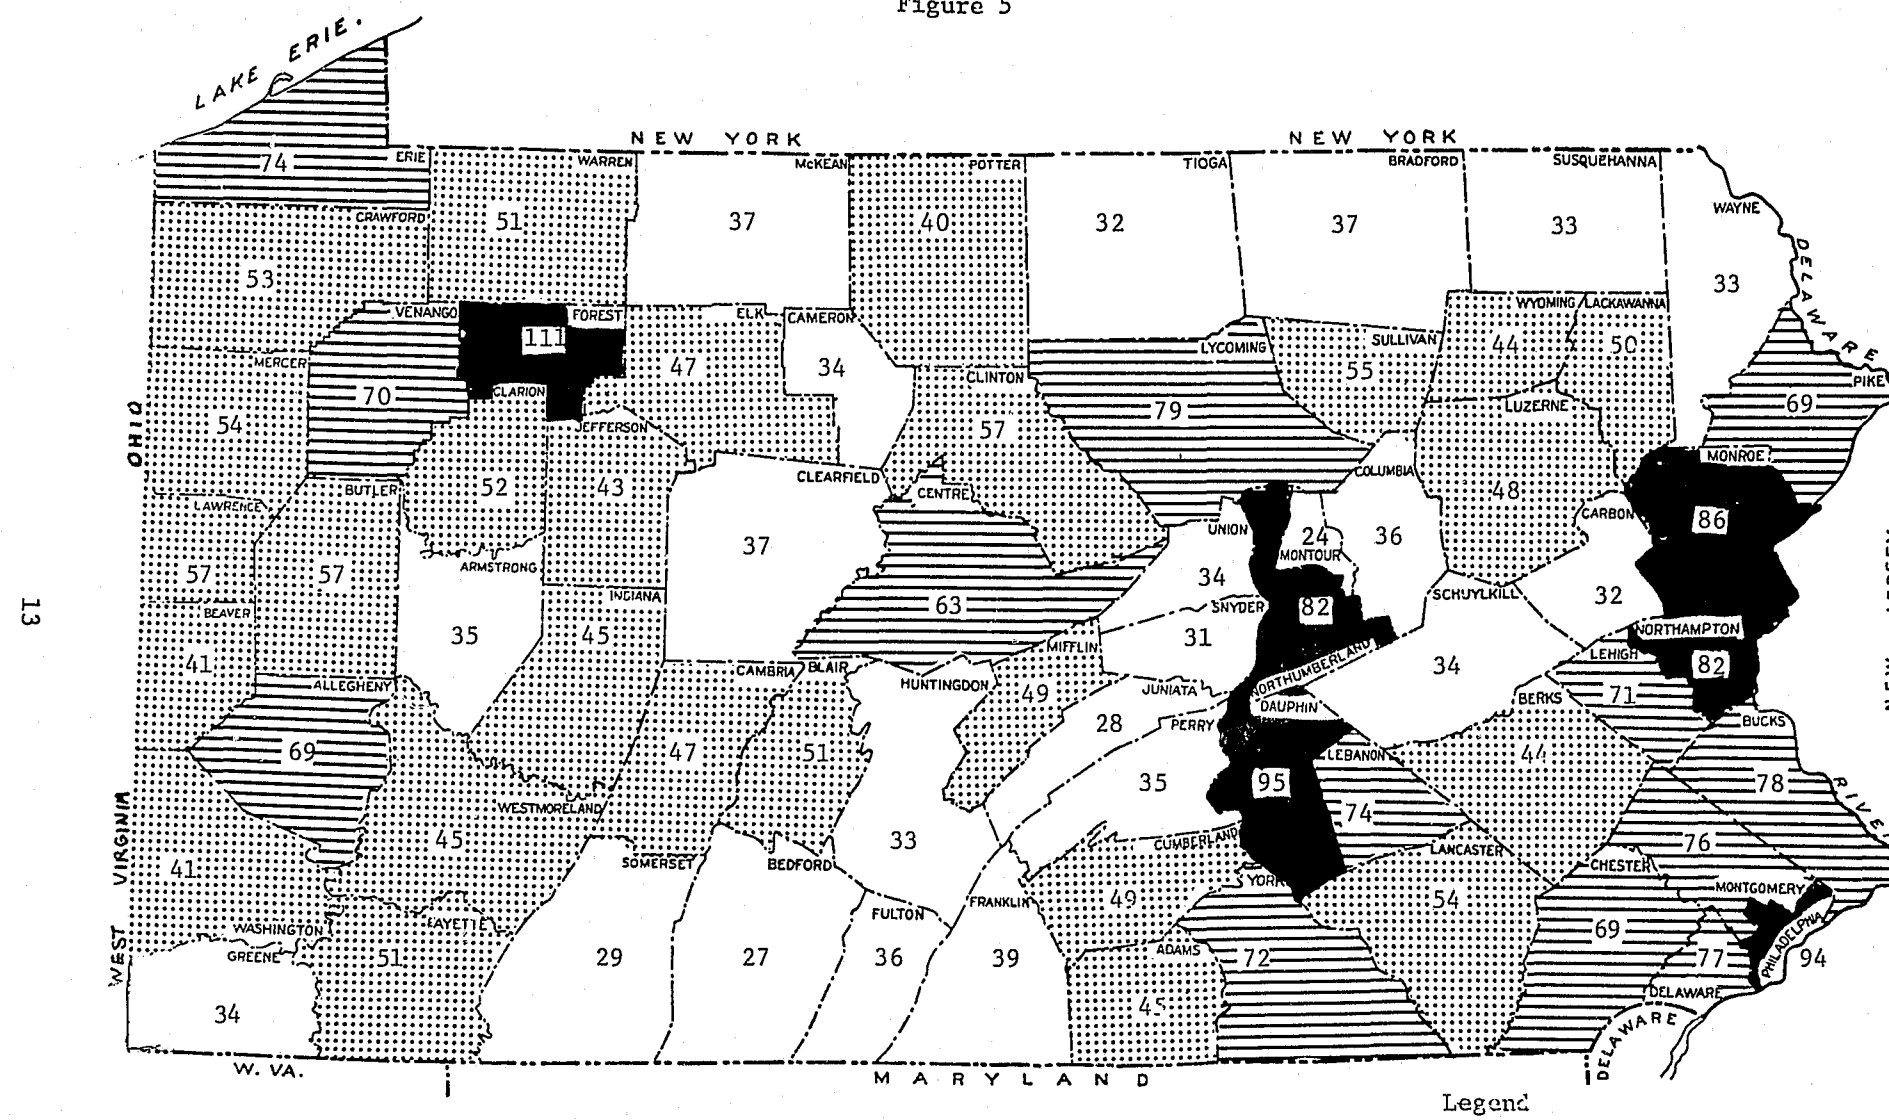 Figure 5
LAKE ERIE.
NEW YORK
NEW YORK
74
ERIE
WARREN
McKEAN
POTTER
TIOGA
BRADFORD
SUSQUEHANNA
WAYNE
CRAWFORD
51
37
40
32
37
33
DELAWARE
53
33
VENANGO
FOREST
ELK
CAMERON
WYOMING
LACKAWANNA
111
LYCOMING
SULLIVAN
44
50
MERCER
47
34
CLINTON
55
PIKE
70
CLARION
79
LUZERNE
69
OHIO
54
JEFFERSON
57
CLEARFIELD
COLUMBIA
MONROE
BUTLER
52
43
CENTRE
48
LAWRENCE
UNION
24
36
CARBON
86
37
MONTOUR
57
57
ARMSTRONG
34
13
BEAVER
INDIANA
63
SNYDER
82
SCHUYLKILL
32
35
45
31
NORTHAMPTON
41
MIFFLIN
NORTHUMBERLAND
34
LEHIGH
82
ALLEGHENY
CAMBRIA
BLAIR
HUNTINGDON
49
JUNIATA
BERKS
71
28
PERRY
DAUPHIN
BUCKS
69
47
51
LEBANON
44
35
95
78
RIVER
WESTMORELAND
74
WEST VIRGINIA
45
33
CUMBERLAND
LANCASTER
76
41
SOMERSET
BEDFORD
CHESTER
YORK
MONTGOMERY
FRANKLIN
49
54
WASHINGTON
FAYETTE
FULTON
PHILADELPHIA
69
GREENE
51
29
27
36
39
ADAMS
72
77
94
DELAWARE
34
45
DELAWARE
W. VA.
MARYLAND
Legend